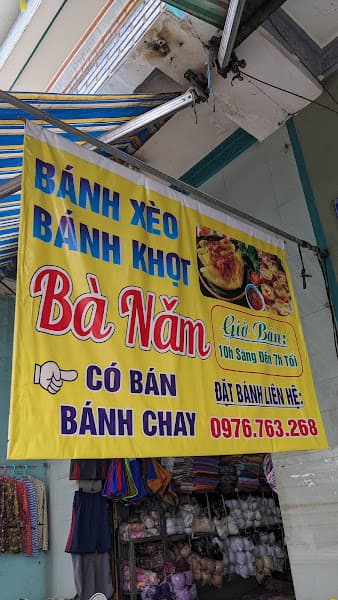 BÁNH XÈO
BÁNH KHỌT
Bà Năm
CÓ BÁN
BÁNH CHAY
Giờ Bán:
10h Sáng Đến 7h Tối
ĐẶT BÁNH LIÊN HỆ:
0976.763.268